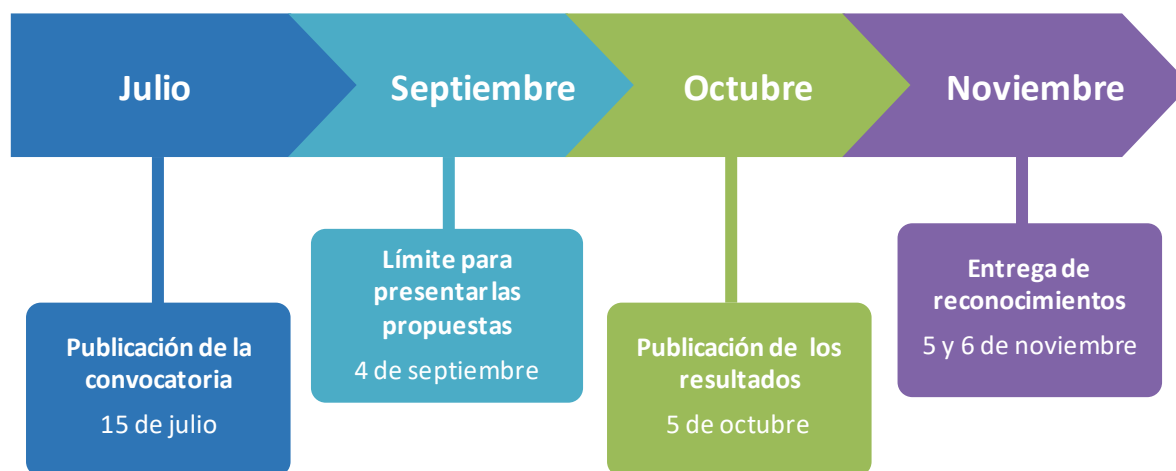 Julio
Septiembre
Octubre
Noviembre
Publicación de la
convocatoria
15 de julio
Límite para
presentar las
propuestas
4 de septiembre
Publicación de los
resultados
5 de octubre
Entrega de
reconocimientos
5 y 6 de noviembre